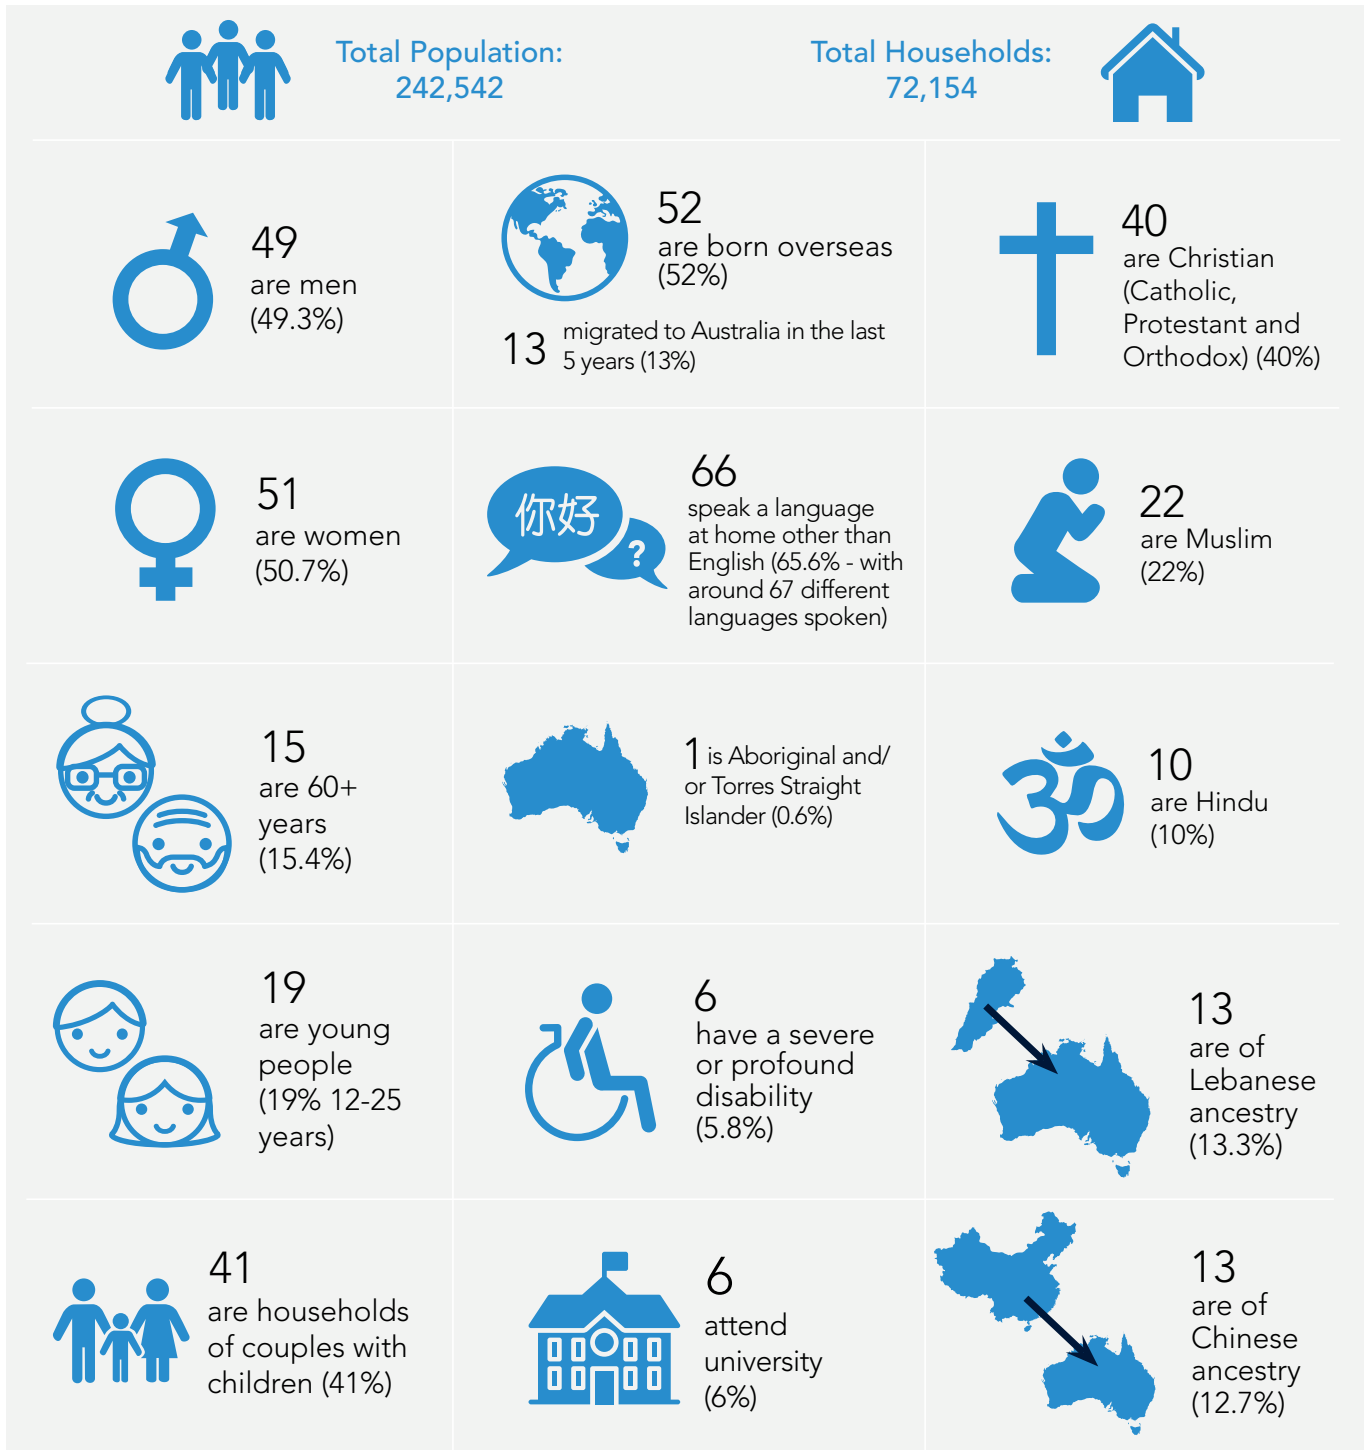 Total Population:
242,542
Total Households:
72,154
49
are men
(49.3%)
52
are born overseas
(52%)
13 migrated to Australia in the last
5 years (13%)
40
are Christian
(Catholic,
Protestant and
Orthodox) (40%)
51
are women
(50.7%)
你好
?
66
speak a language
at home other than
English (65.6% - with
around 67 different
languages spoken)
22
are Muslim
(22%)
15
are 60+
years
(15.4%)
1 is Aboriginal and/
or Torres Straight
Islander (0.6%)
ॐ
10
are Hindu
(10%)
19
are young
people
(19% 12-25
years)
6
have a severe
or profound
disability
(5.8%)
13
are of
Lebanese
ancestry
(13.3%)
41
are households
of couples with
children (41%)
6
attend
university
(6%)
13
are of
Chinese
ancestry
(12.7%)